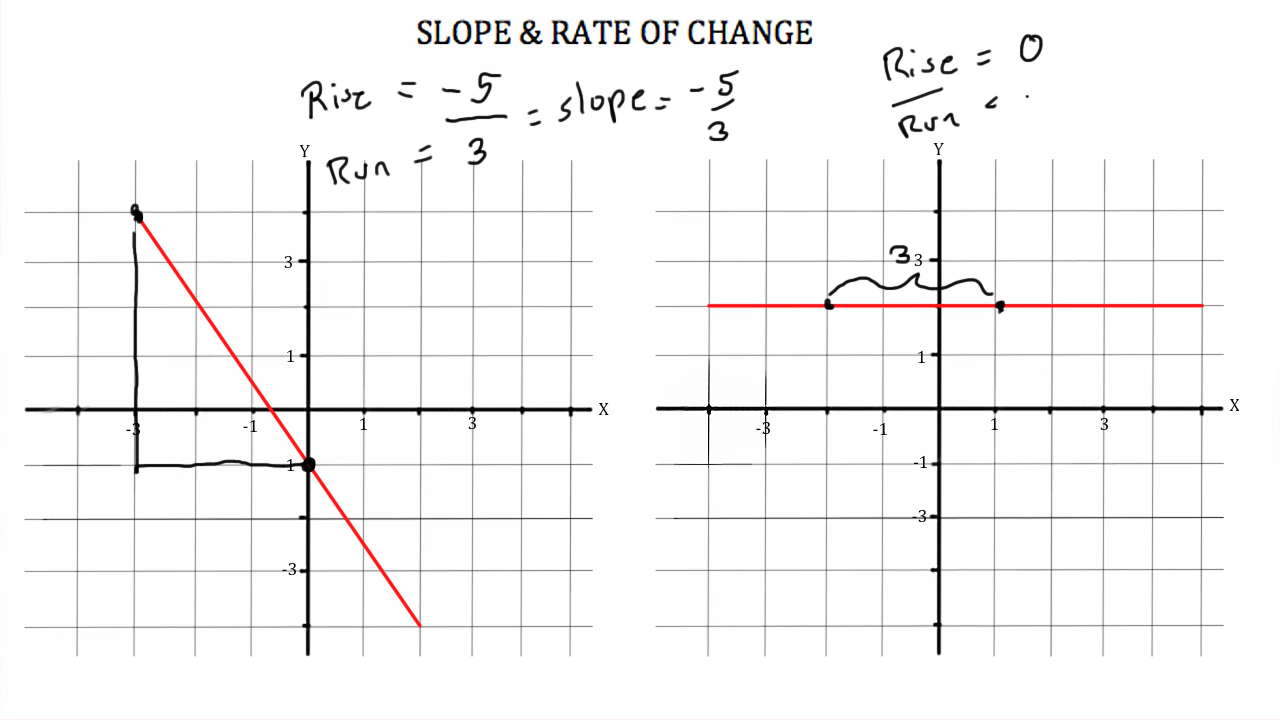 SLOPE & RATE OF CHANGE
Rise = -5
Run = 3
= slope = -5/3
Rise = 0
Run
Y
3
1
-3
-1
1
3
X
-1
-3
Y
3
3
1
-3
-1
1
3
X
-1
-3